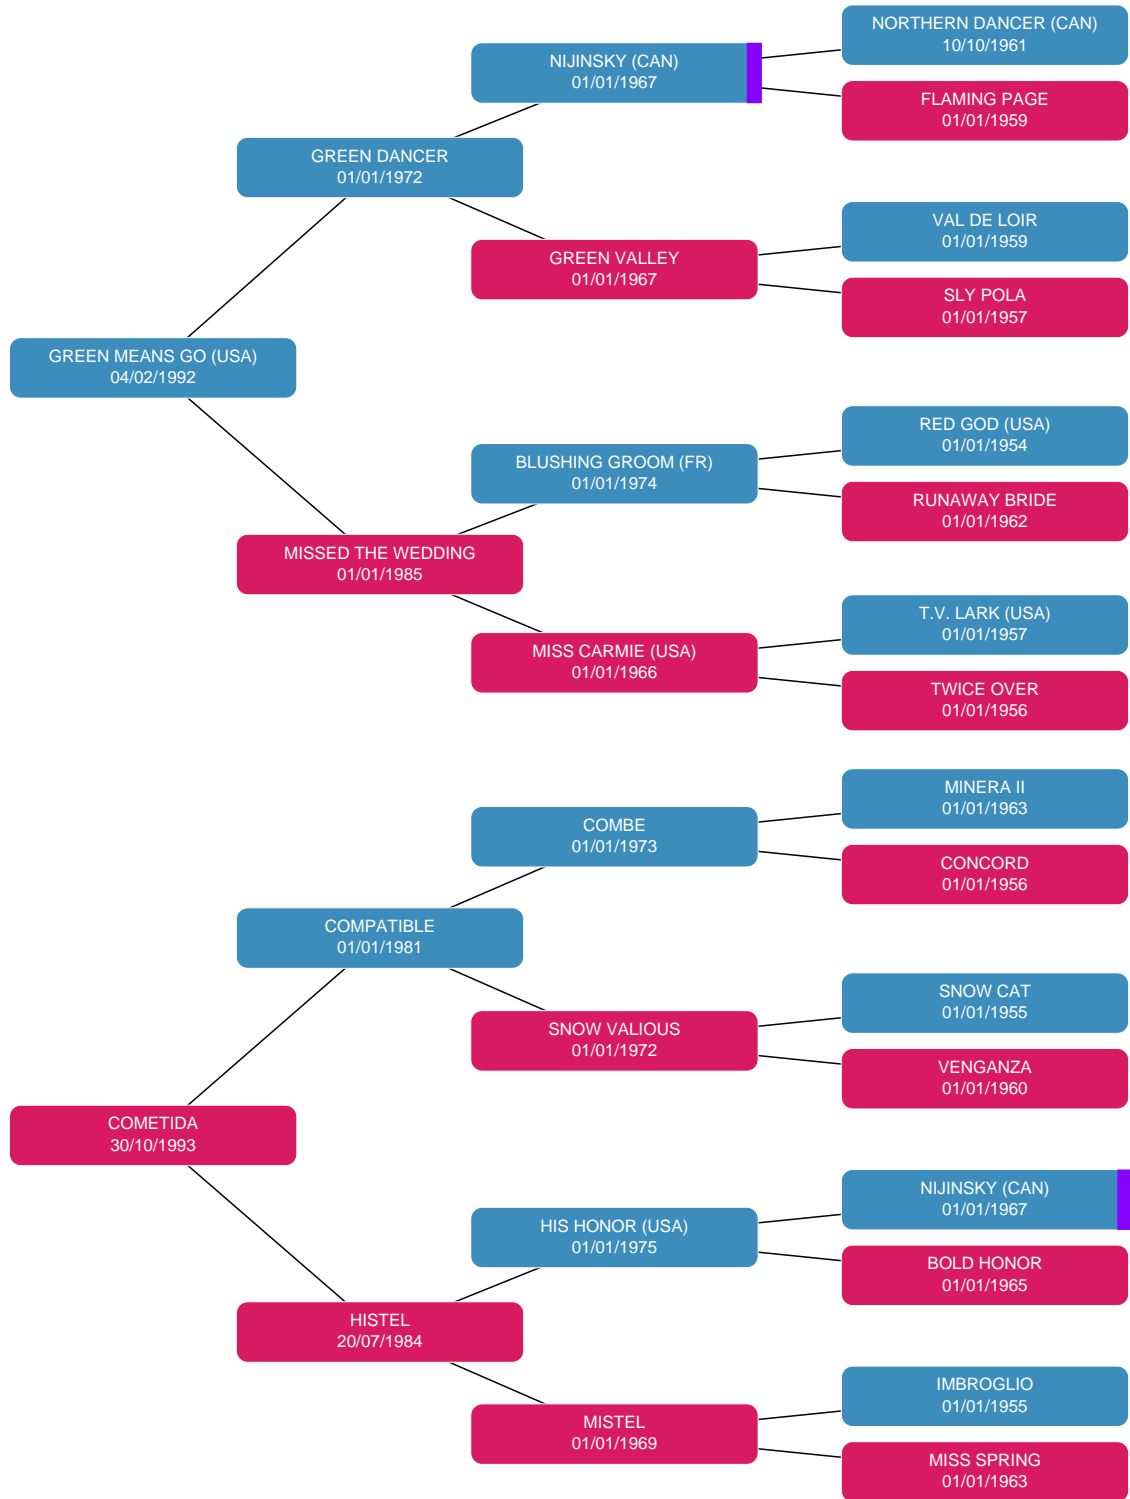 NORTHERN DANCER (CAN)
10/10/1961
NIJINSKY (CAN)
01/01/1967
FLAMING PAGE
01/01/1959
GREEN DANCER
01/01/1972
VAL DE LOIR
01/01/1959
GREEN VALLEY
01/01/1967
SLY POLA
01/01/1957
GREEN MEANS GO (USA)
04/02/1992
RED GOD (USA)
01/01/1954
BLUSHING GROOM (FR)
01/01/1974
RUNAWAY BRIDE
01/01/1962
MISSED THE WEDDING
01/01/1985
T.V. LARK (USA)
01/01/1957
MISS CARMIE (USA)
01/01/1966
TWICE OVER
01/01/1956
MINERA II
01/01/1963
COMBE
01/01/1973
CONCORD
01/01/1956
COMPATIBLE
01/01/1981
SNOW CAT
01/01/1955
SNOW VALIOUS
01/01/1972
VENGANZA
01/01/1960
COMETIDA
30/10/1993
NIJINSKY (CAN)
01/01/1967
HIS HONOR (USA)
01/01/1975
BOLD HONOR
01/01/1965
HISTEL
20/07/1984
IMBROGLIO
01/01/1955
MISTEL
01/01/1969
MISS SPRING
01/01/1963